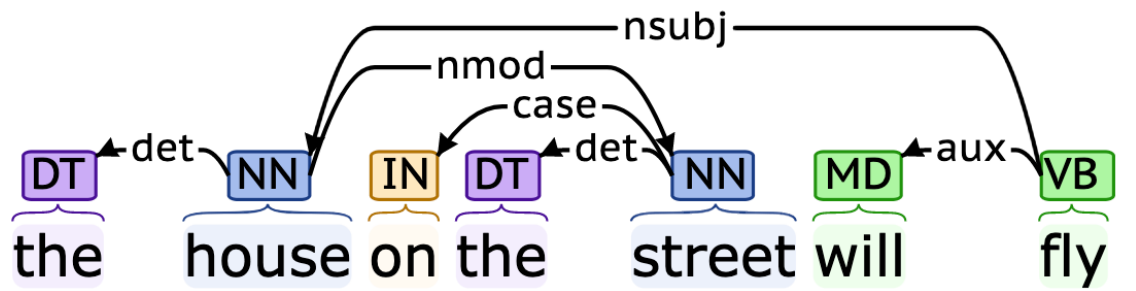 nsubj
nmod
case
det det aux
DT NN IN DT NN MD VB
the house on the street will fly